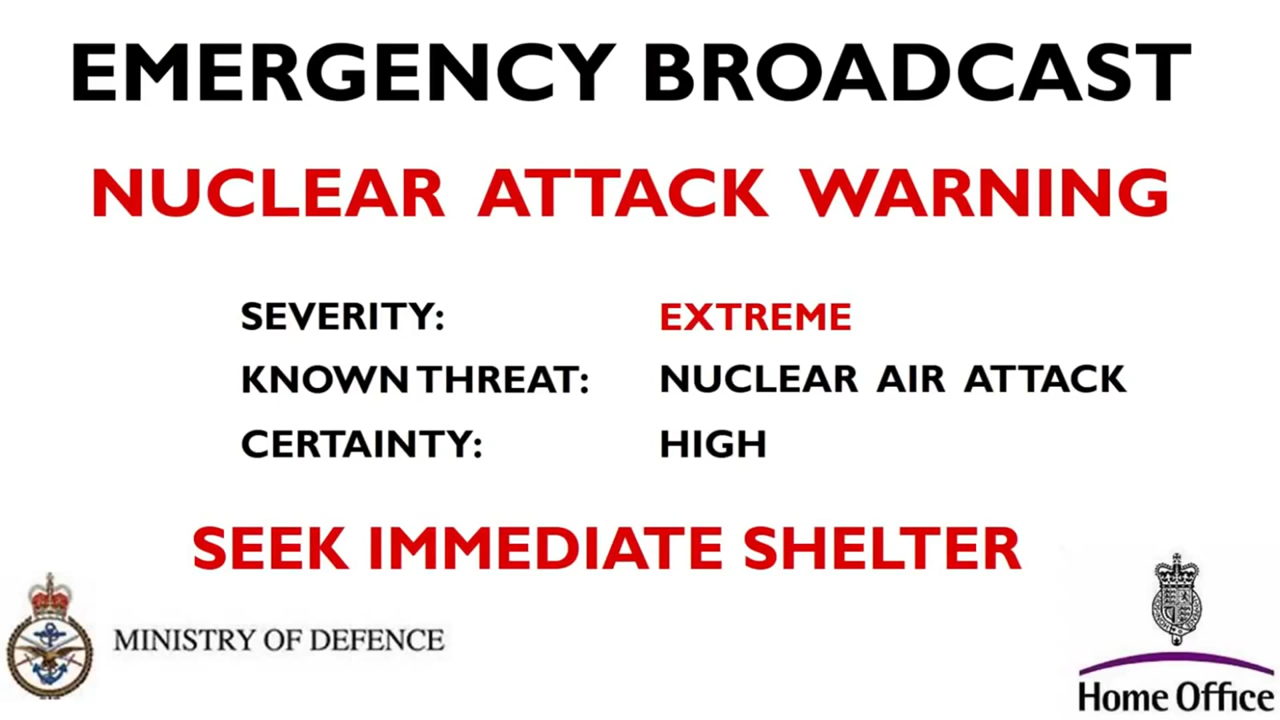 EMERGENCY BROADCAST
NUCLEAR ATTACK WARNING
SEVERITY: EXTREME
KNOWN THREAT: NUCLEAR AIR ATTACK
CERTAINTY: HIGH
SEEK IMMEDIATE SHELTER
MINISTRY OF DEFENCE
Home Office